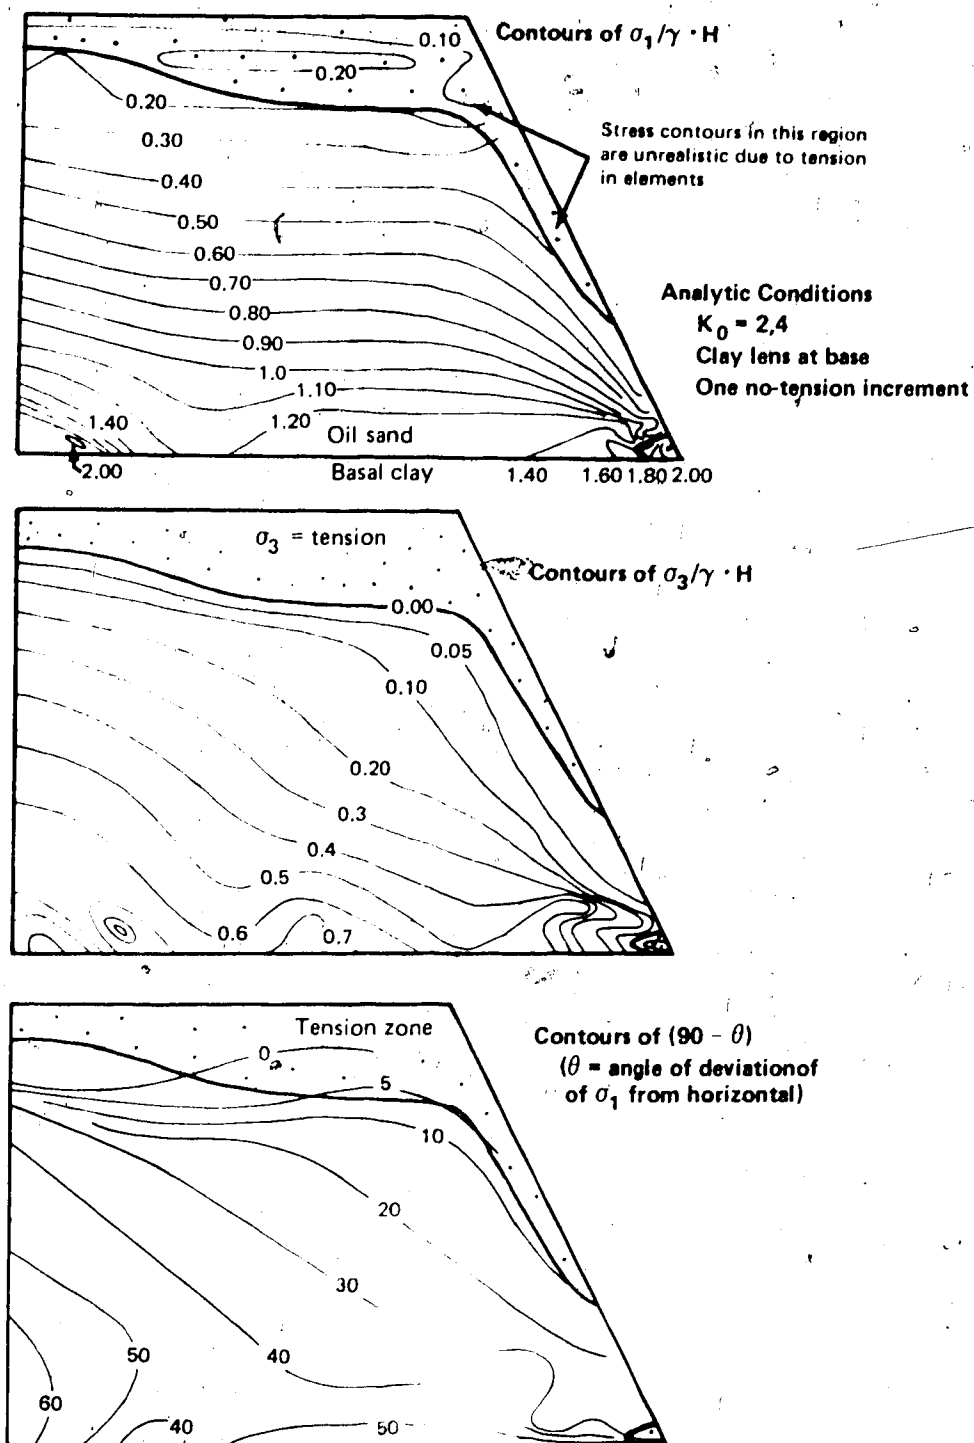 Contours of σ₁/γ · H
0.10
0.20
0.20
0.30
0.40
0.50
0.60
0.70
0.80
0.90
1.0
1.10
1.20
1.40
Stress contours in this region
are unrealistic due to tension
in elements
Analytic Conditions
K₀ = 2,4
Clay lens at base
One no-tension increment
Oil sand
2.00
Basal clay
1.40 1.60 1.80 2.00
σ₃ = tension
Contours of σ₃/γ · H
0.00
0.05
0.10
0.20
0.3
0.4
0.5
0.6
0.7
Tension zone
Contours of (90 - θ)
(θ = angle of deviationof
of σ₁ from horizontal)
0
5
10
20
30
40
50
60
40
50